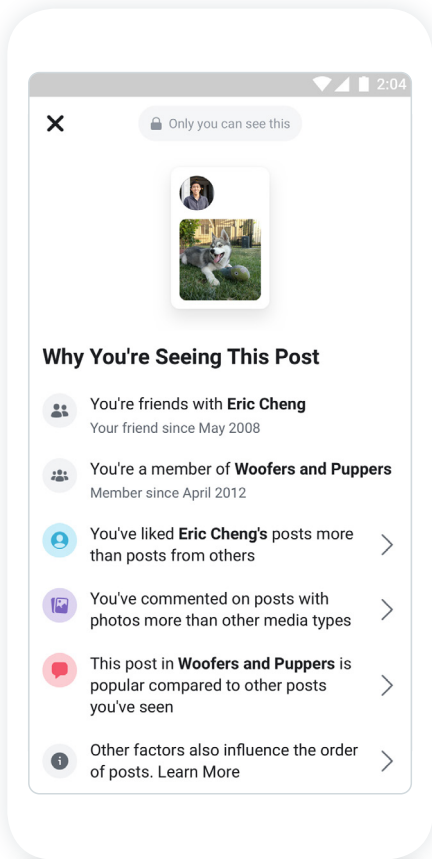 2:04
Only you can see this
Why You're Seeing This Post
You're friends with Eric Cheng
Your friend since May 2008
You're a member of Woofers and Puppers
Member since April 2012
You've liked Eric Cheng's posts more
than posts from others
You've commented on posts with
photos more than other media types
This post in Woofers and Puppers is
popular compared to other posts
you've seen
Other factors also influence the order
of posts. Learn More